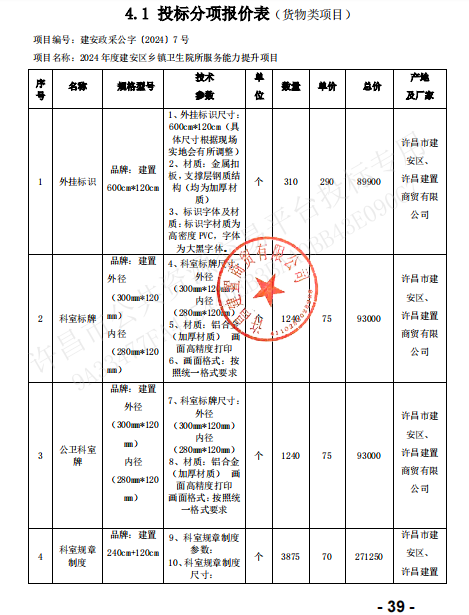 4.1 投标分项报价表（货物类项目）
项目编号：建安政采公字〔2024〕7号
项目名称：2024 年度建安区乡镇卫生院所服务能力提升项目
序号 名称 规格型号 技术参数 单位 数量 单价 总价 产地及厂家
1 外挂标识 品牌：建置 600cm*120cm 1、外挂标识尺寸：600cm*120cm（具体尺寸根据现场实地会有所调整） 2、材质：金属扣板，支撑层钢质结构（均为加厚材质） 3、标识字体及材质：标识字材质为高密度 PVC，字体为大黑字体。 个 310 290 89900 许昌市建安区、许昌建置商贸有限公司
2 科室标牌 品牌：建置 外径（300mm*120mm） 内径（280mm*120mm） 4、科室标牌尺寸：外径（300mm*120mm） 内径（280mm*120mm） 5、材质：铝合金（加厚材质） 画面高精度打印 6、画面格式：按照统一格式要求 个 1240 75 93000 许昌市建安区、许昌建置商贸有限公司
3 公卫科室牌 品牌：建置 外径（300mm*120mm） 内径（280mm*120mm） 7、科室标牌尺寸：外径（300mm*120mm） 内径（280mm*120mm） 8、材质：铝合金（加厚材质） 画面高精度打印 画面格式：按照统一格式要求 个 1240 75 93000 许昌市建安区、许昌建置商贸有限公司
4 科室规章制度 品牌：建置 240cm+120cm 9、科室规章制度参数： 10、科室规章制度尺寸： 个 3875 70 271250 许昌市建安区、许昌建置
许昌建置商贸有限公司
- 39 -